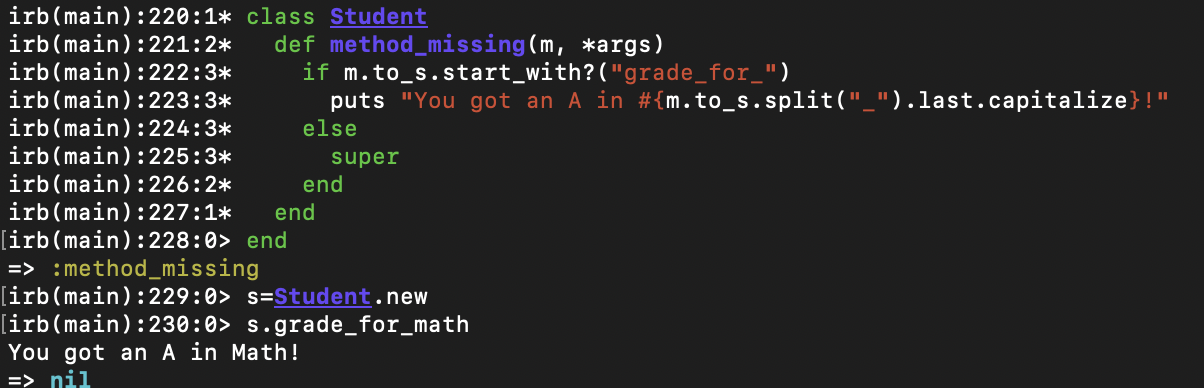 irb(main):220:1* class Student
irb(main):221:2*   def method_missing(m, *args)
irb(main):222:3*     if m.to_s.start_with?("grade_for_")
irb(main):223:3*       puts "You got an A in #{m.to_s.split("_").last.capitalize}!"
irb(main):224:3*     else
irb(main):225:3*       super
irb(main):226:2*     end
irb(main):227:1*   end
[irb(main):228:0> end
=> :method_missing
[irb(main):229:0> s=Student.new
[irb(main):230:0> s.grade_for_math
You got an A in Math!
=> nil